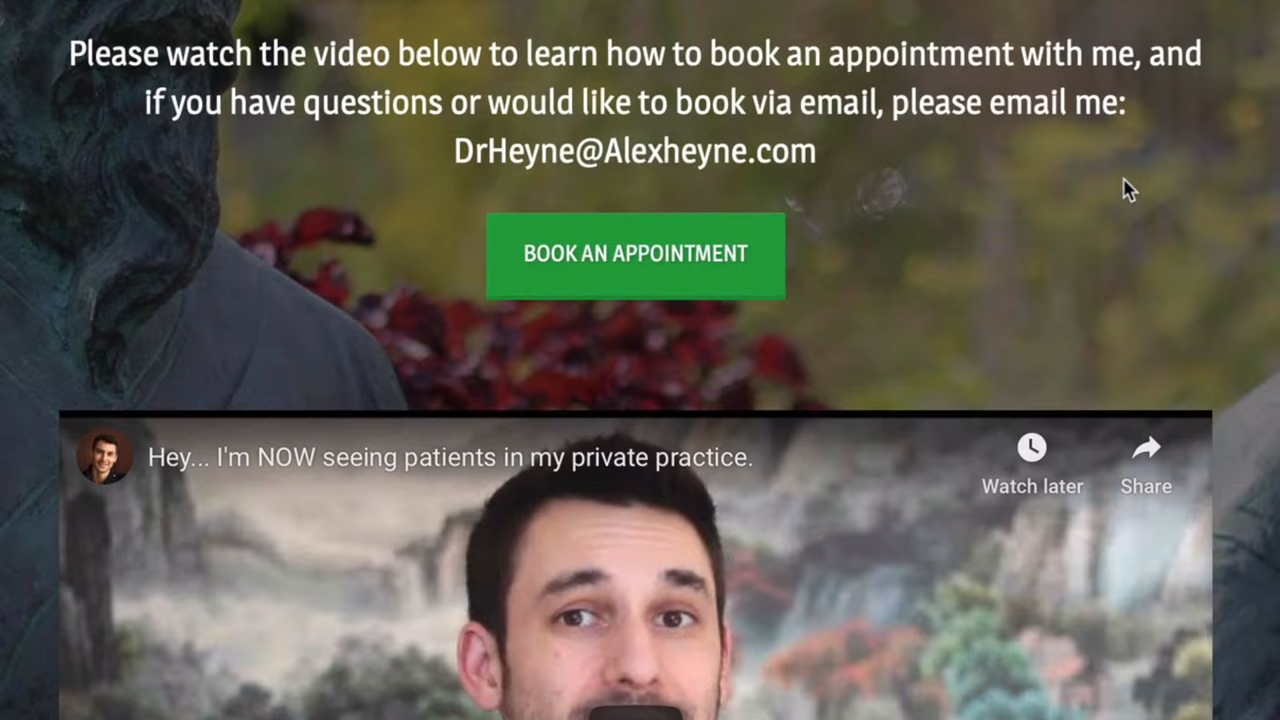 Please watch the video below to learn how to book an appointment with me, and
if you have questions or would like to book via email, please email me:
DrHeyne@Alexheyne.com
BOOK AN APPOINTMENT
Hey... I'm NOW seeing patients in my private practice.
Watch later
Share